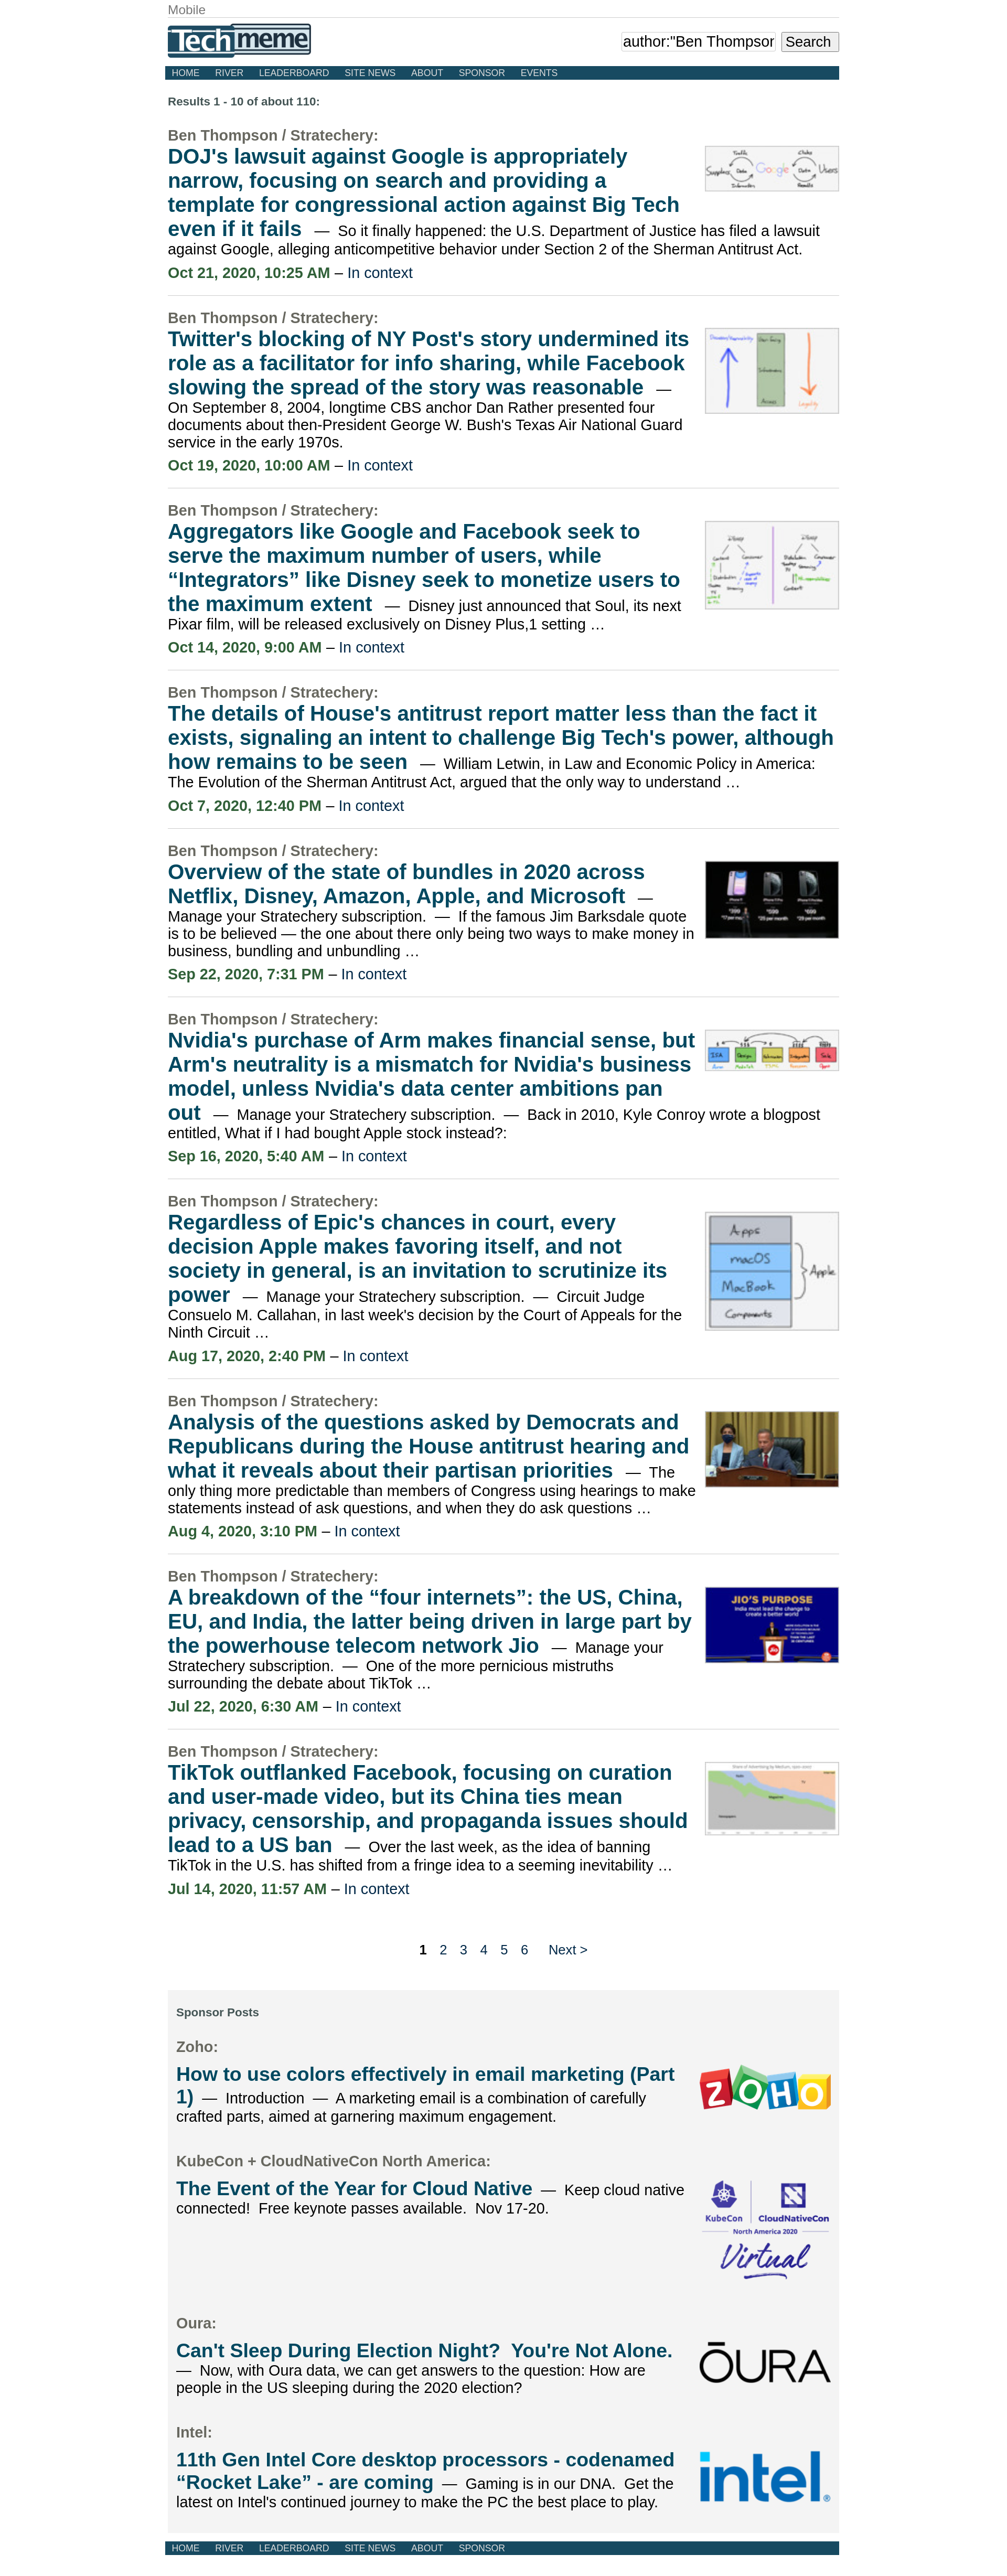 Mobile
Techmeme
author:"Ben Thompson
Search
HOME RIVER LEADERBOARD SITE NEWS ABOUT SPONSOR EVENTS
Results 1 - 10 of about 110:
Ben Thompson / Stratechery:
DOJ's lawsuit against Google is appropriately
narrow, focusing on search and providing a
template for congressional action against Big Tech
even if it fails — So it finally happened: the U.S. Department of Justice has filed a lawsuit
against Google, alleging anticompetitive behavior under Section 2 of the Sherman Antitrust Act.
Oct 21, 2020, 10:25 AM – In context
Traffic Clicks
Suppliers Data Google Data Users
Information Results
Ben Thompson / Stratechery:
Twitter's blocking of NY Post's story undermined its
role as a facilitator for info sharing, while Facebook
slowing the spread of the story was reasonable —
On September 8, 2004, longtime CBS anchor Dan Rather presented four
documents about then-President George W. Bush's Texas Air National Guard
service in the early 1970s.
Oct 19, 2020, 10:00 AM – In context
Infrastructure
Access
Legality
Ben Thompson / Stratechery:
Aggregators like Google and Facebook seek to
serve the maximum number of users, while
“Integrators” like Disney seek to monetize users to
the maximum extent — Disney just announced that Soul, its next
Pixar film, will be released exclusively on Disney Plus,1 setting …
Oct 14, 2020, 9:00 AM – In context
Content Consumer
Distribution
Streaming
Content
Ben Thompson / Stratechery:
The details of House's antitrust report matter less than the fact it
exists, signaling an intent to challenge Big Tech's power, although
how remains to be seen — William Letwin, in Law and Economic Policy in America:
The Evolution of the Sherman Antitrust Act, argued that the only way to understand …
Oct 7, 2020, 12:40 PM – In context
Ben Thompson / Stratechery:
Overview of the state of bundles in 2020 across
Netflix, Disney, Amazon, Apple, and Microsoft —
Manage your Stratechery subscription. — If the famous Jim Barksdale quote
is to be believed — the one about there only being two ways to make money in
business, bundling and unbundling …
Sep 22, 2020, 7:31 PM – In context
Ben Thompson / Stratechery:
Nvidia's purchase of Arm makes financial sense, but
Arm's neutrality is a mismatch for Nvidia's business
model, unless Nvidia's data center ambitions pan
out — Manage your Stratechery subscription. — Back in 2010, Kyle Conroy wrote a blogpost
entitled, What if I had bought Apple stock instead?:
Sep 16, 2020, 5:40 AM – In context
ISA Design
Ben Thompson / Stratechery:
Regardless of Epic's chances in court, every
decision Apple makes favoring itself, and not
society in general, is an invitation to scrutinize its
power — Manage your Stratechery subscription. — Circuit Judge
Consuelo M. Callahan, in last week's decision by the Court of Appeals for the
Ninth Circuit …
Aug 17, 2020, 2:40 PM – In context
Apps
macOS
MacBook
Components
Apple
Ben Thompson / Stratechery:
Analysis of the questions asked by Democrats and
Republicans during the House antitrust hearing and
what it reveals about their partisan priorities — The
only thing more predictable than members of Congress using hearings to make
statements instead of ask questions, and when they do ask questions …
Aug 4, 2020, 3:10 PM – In context
Ben Thompson / Stratechery:
A breakdown of the “four internets”: the US, China,
EU, and India, the latter being driven in large part by
the powerhouse telecom network Jio — Manage your
Stratechery subscription. — One of the more pernicious mistruths
surrounding the debate about TikTok …
Jul 22, 2020, 6:30 AM – In context
JIO'S PURPOSE
India must lead the change to
create a better world
Jio
Ben Thompson / Stratechery:
TikTok outflanked Facebook, focusing on curation
and user-made video, but its China ties mean
privacy, censorship, and propaganda issues should
lead to a US ban — Over the last week, as the idea of banning
TikTok in the U.S. has shifted from a fringe idea to a seeming inevitability …
Jul 14, 2020, 11:57 AM – In context
1 2 3 4 5 6 Next >
Sponsor Posts
Zoho:
How to use colors effectively in email marketing (Part
1) — Introduction — A marketing email is a combination of carefully
crafted parts, aimed at garnering maximum engagement.
ZOHO
KubeCon + CloudNativeCon North America:
The Event of the Year for Cloud Native — Keep cloud native
connected! Free keynote passes available. Nov 17-20.
KubeCon CloudNativeCon
North America 2020
Virtual
Oura:
Can't Sleep During Election Night? You're Not Alone.
— Now, with Oura data, we can get answers to the question: How are
people in the US sleeping during the 2020 election?
ŌURA
Intel:
11th Gen Intel Core desktop processors - codenamed
“Rocket Lake” - are coming — Gaming is in our DNA. Get the
latest on Intel's continued journey to make the PC the best place to play.
intel®
HOME RIVER LEADERBOARD SITE NEWS ABOUT SPONSOR